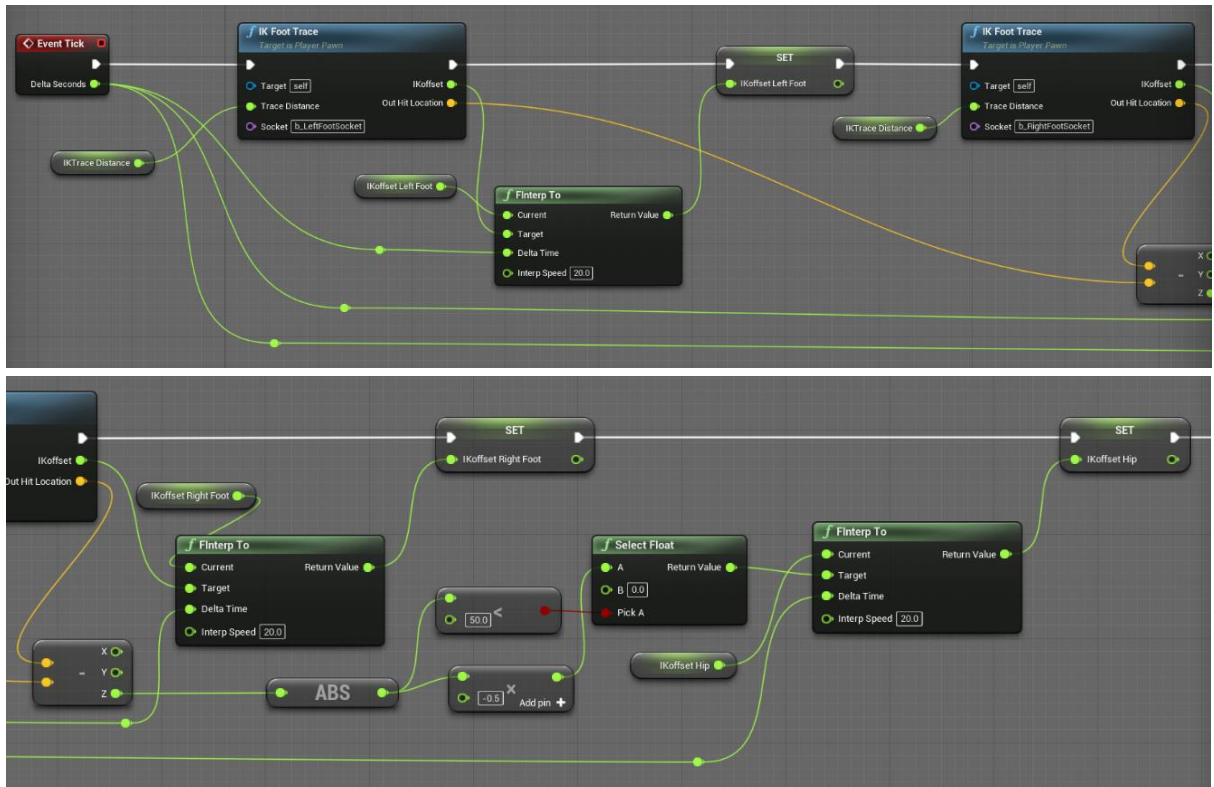 Event Tick
Delta Seconds
IK Foot Trace
Target is Player Pawn
Target self
Trace Distance
Socket b_LeftFootSocket
IKoffset
Out Hit Location
IKTrace Distance
IKoffset Left Foot
FInterp To
Current
Target
Delta Time
Interp Speed 20.0
Return Value
SET
IKoffset Left Foot
IKTrace Distance
IK Foot Trace
Target is Player Pawn
Target self
Trace Distance
Socket b_RightFootSocket
IKoffset
Out Hit Location
-
X
Y
Z
IKoffset
Out Hit Location
IKoffset Right Foot
FInterp To
Current
Target
Delta Time
Interp Speed 20.0
Return Value
-
X
Y
Z
ABS
SET
IKoffset Right Foot
50.0 <
-0.5 ×
Add pin +
Select Float
A
B 0.0
Pick A
Return Value
IKoffset Hip
FInterp To
Current
Target
Delta Time
Interp Speed 20.0
Return Value
SET
IKoffset Hip